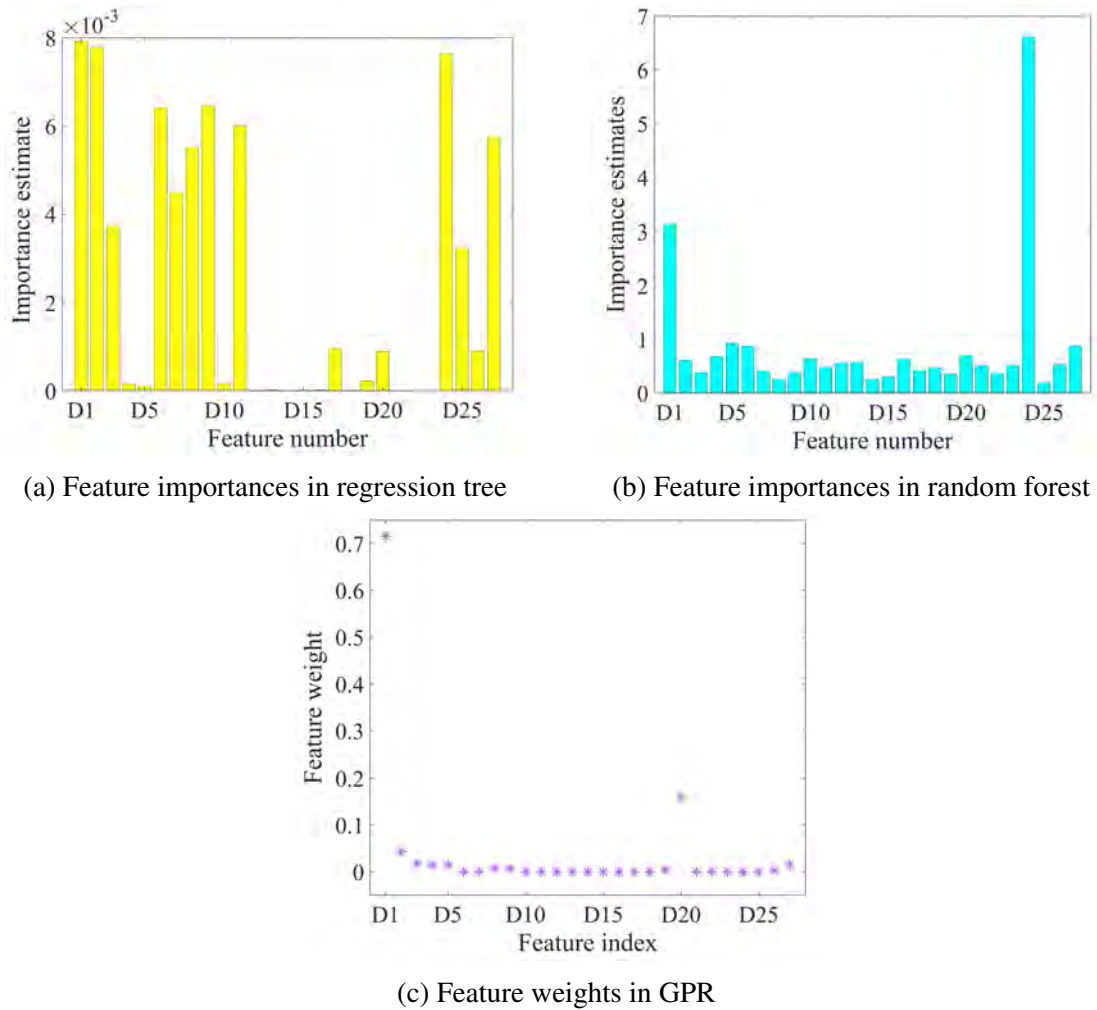 ×10-3
8
6
4
2
0
Importance estimate
D1 D5 D10 D15 D20 D25
Feature number
(a) Feature importances in regression tree
7
6
5
4
3
2
1
0
Importance estimates
D1 D5 D10 D15 D20 D25
Feature number
(b) Feature importances in random forest
0.7
0.6
0.5
0.4
0.3
0.2
0.1
0
Feature weight
D1 D5 D10 D15 D20 D25
Feature index
(c) Feature weights in GPR